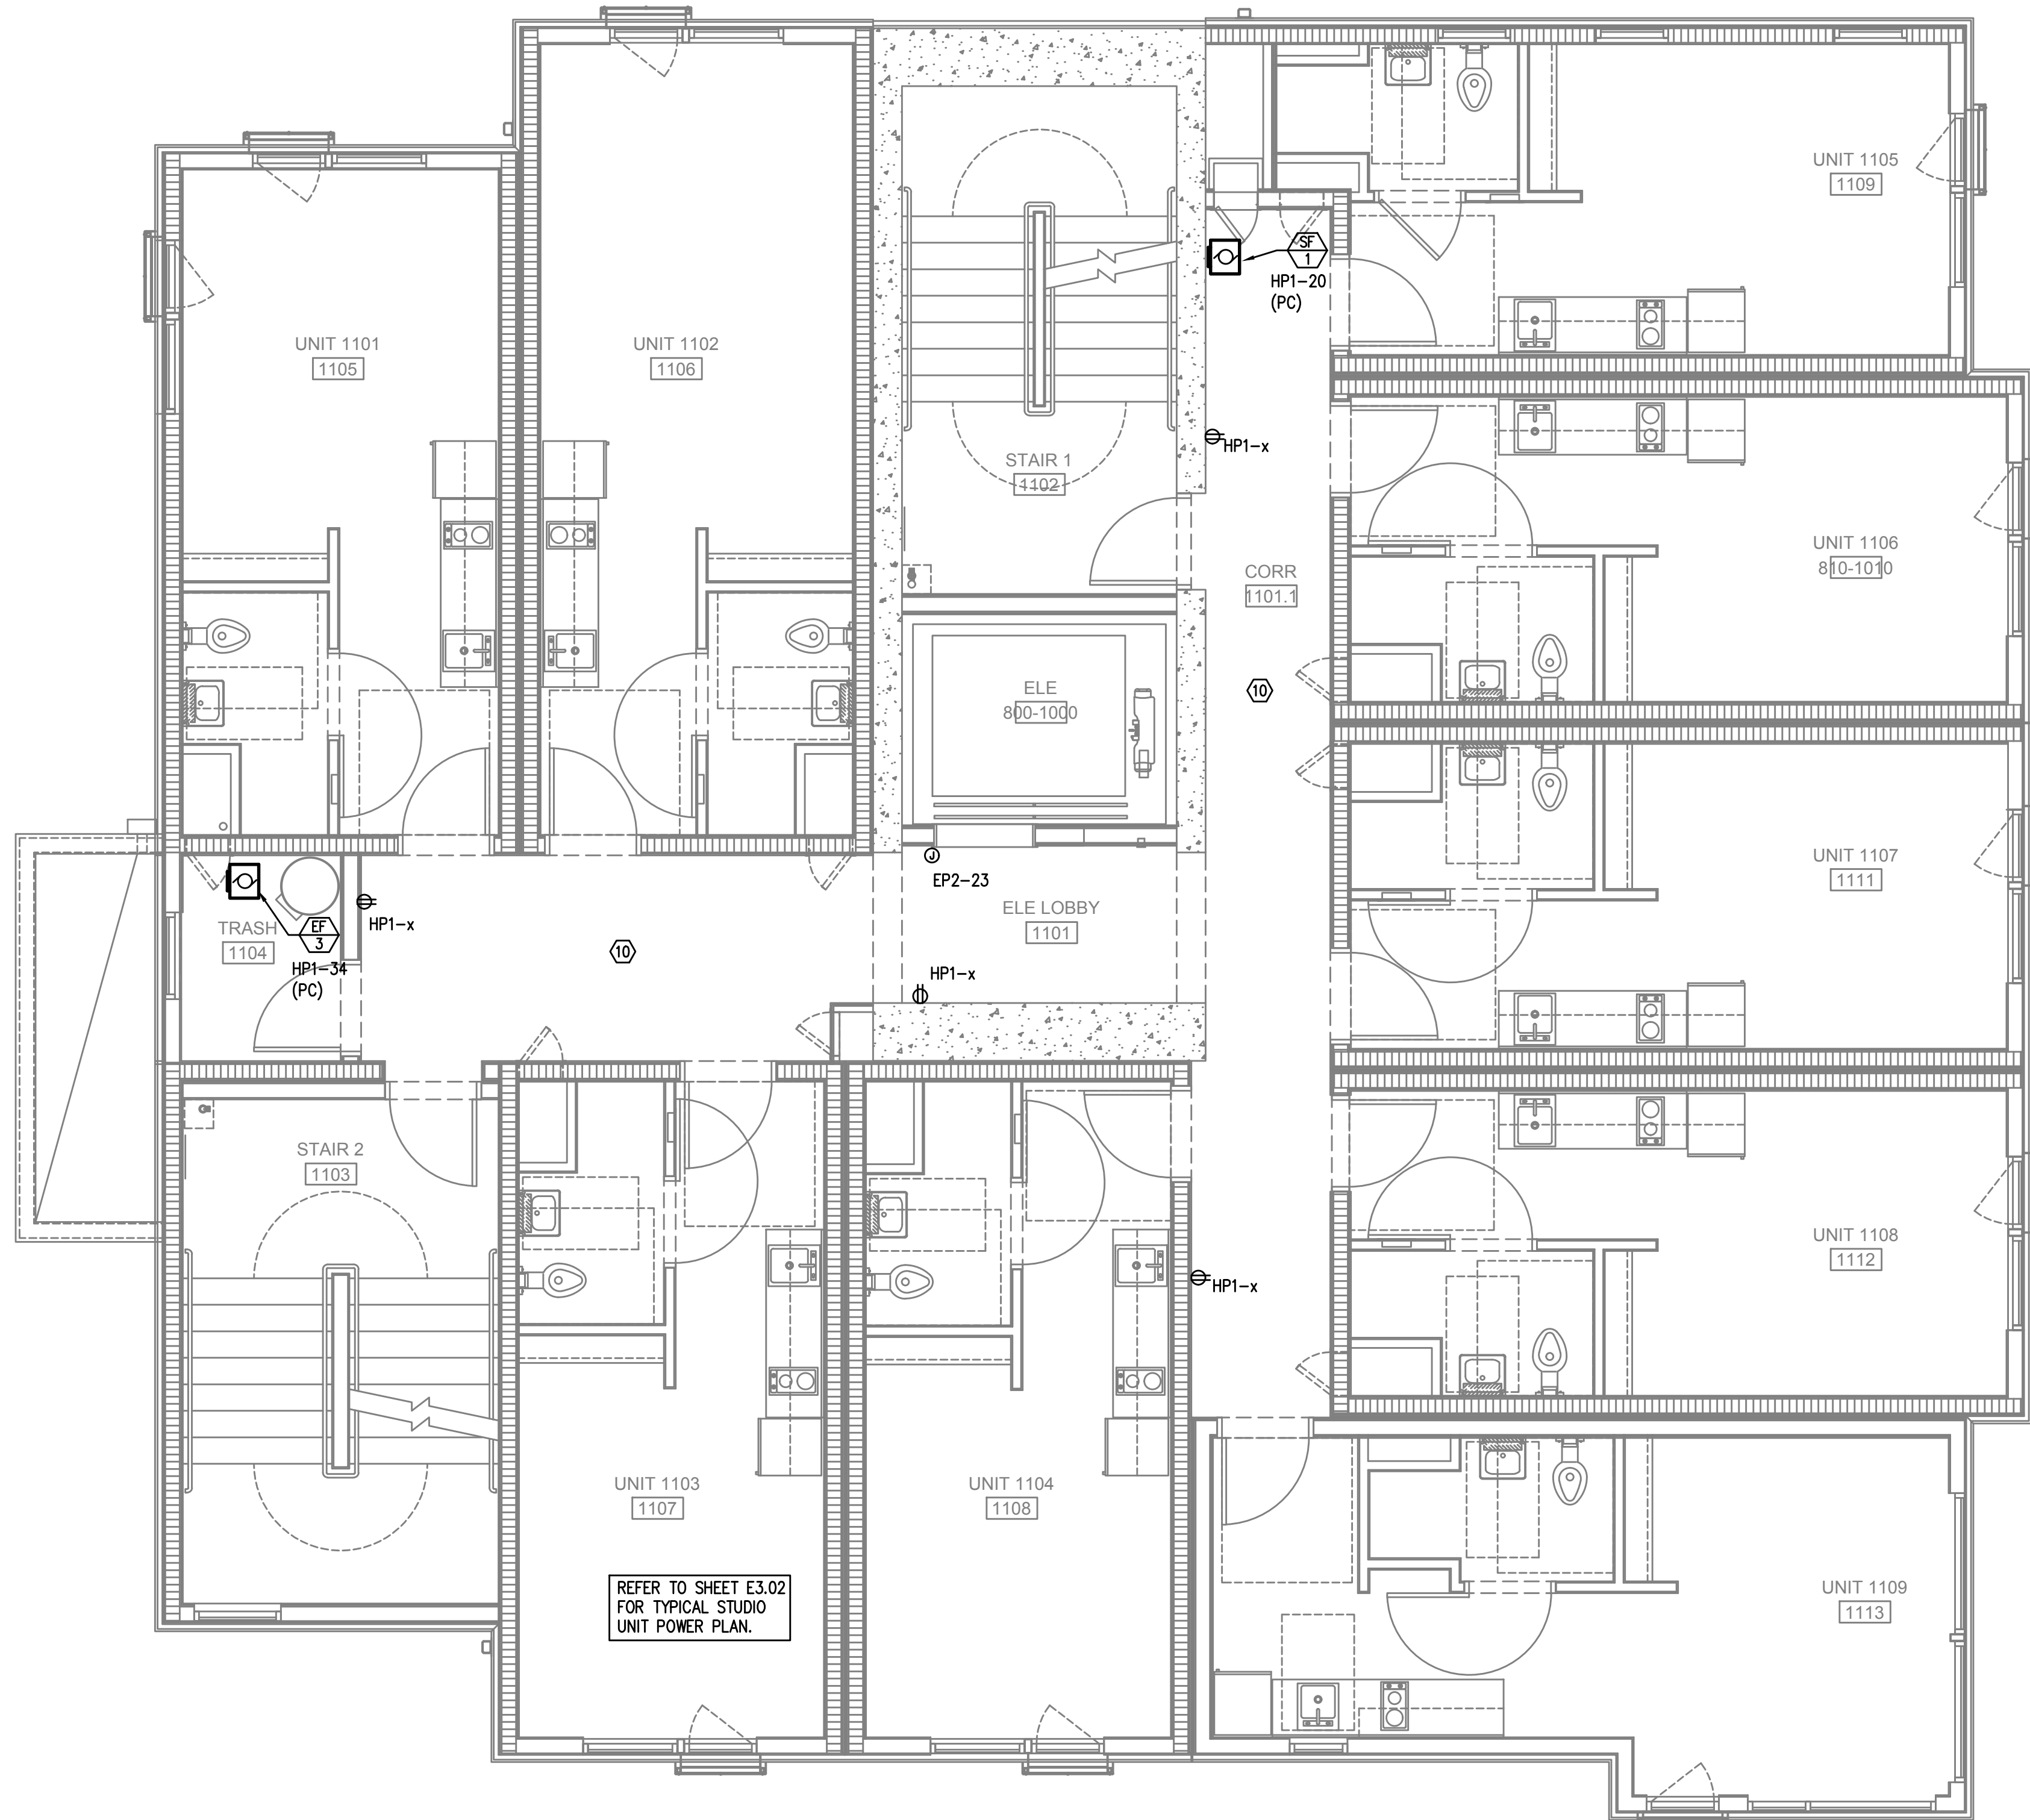 UNIT 1105
1109
SF
1
HP1-20
(PC)
UNIT 1101
1105
UNIT 1102
1106
HP1-x
STAIR 1
1102
UNIT 1106
810-1010
CORR
1101.1
ELE
800-1000
10
J
EP2-23
UNIT 1107
1111
HP1-x
ELE LOBBY
1101
TRASH
1104
EF
3
HP1-34
(PC)
10
HP1-x
STAIR 2
1103
UNIT 1108
1112
HP1-x
UNIT 1103
1107
UNIT 1104
1108
REFER TO SHEET E3.02
FOR TYPICAL STUDIO
UNIT POWER PLAN.
UNIT 1109
1113